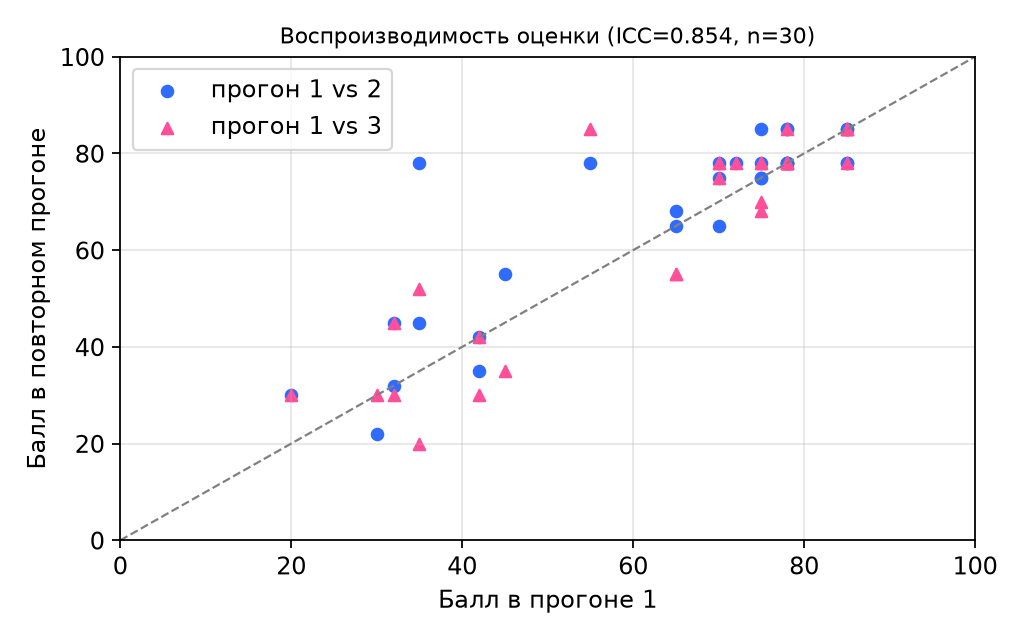 Воспроизводимость оценки (ICC=0.854, n=30)
прогон 1 vs 2
прогон 1 vs 3
Балл в повторном прогоне
100
80
60
40
20
0
0 20 40 60 80 100
Балл в прогоне 1